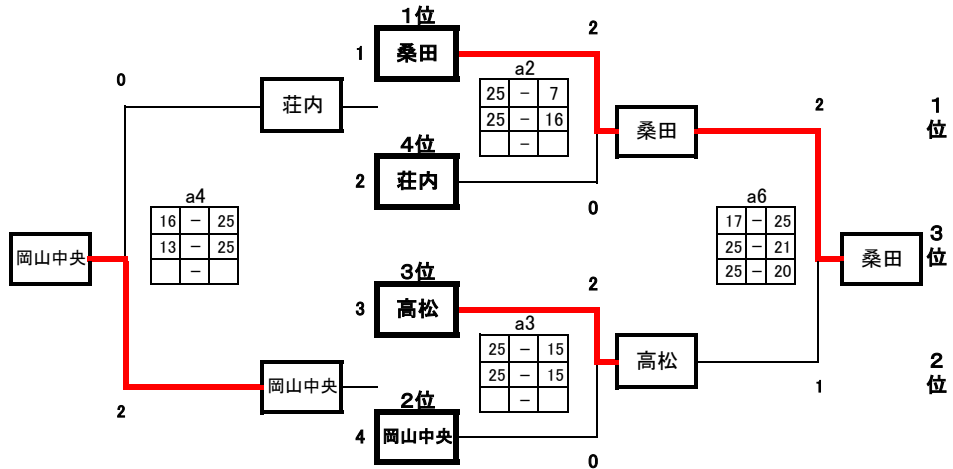 1位
2
1 桑田
a2
25 － 7
25 － 16
－
0
荘内
2
1位
桑田
4位
2 荘内
0
a4
16 － 25
13 － 25
－
a6
17 － 25
25 － 21
25 － 20
岡山中央
桑田
3位
3位
2
3 高松
a3
25 － 15
25 － 15
－
高松
2位
岡山中央
1
2
2位
4 岡山中央
0